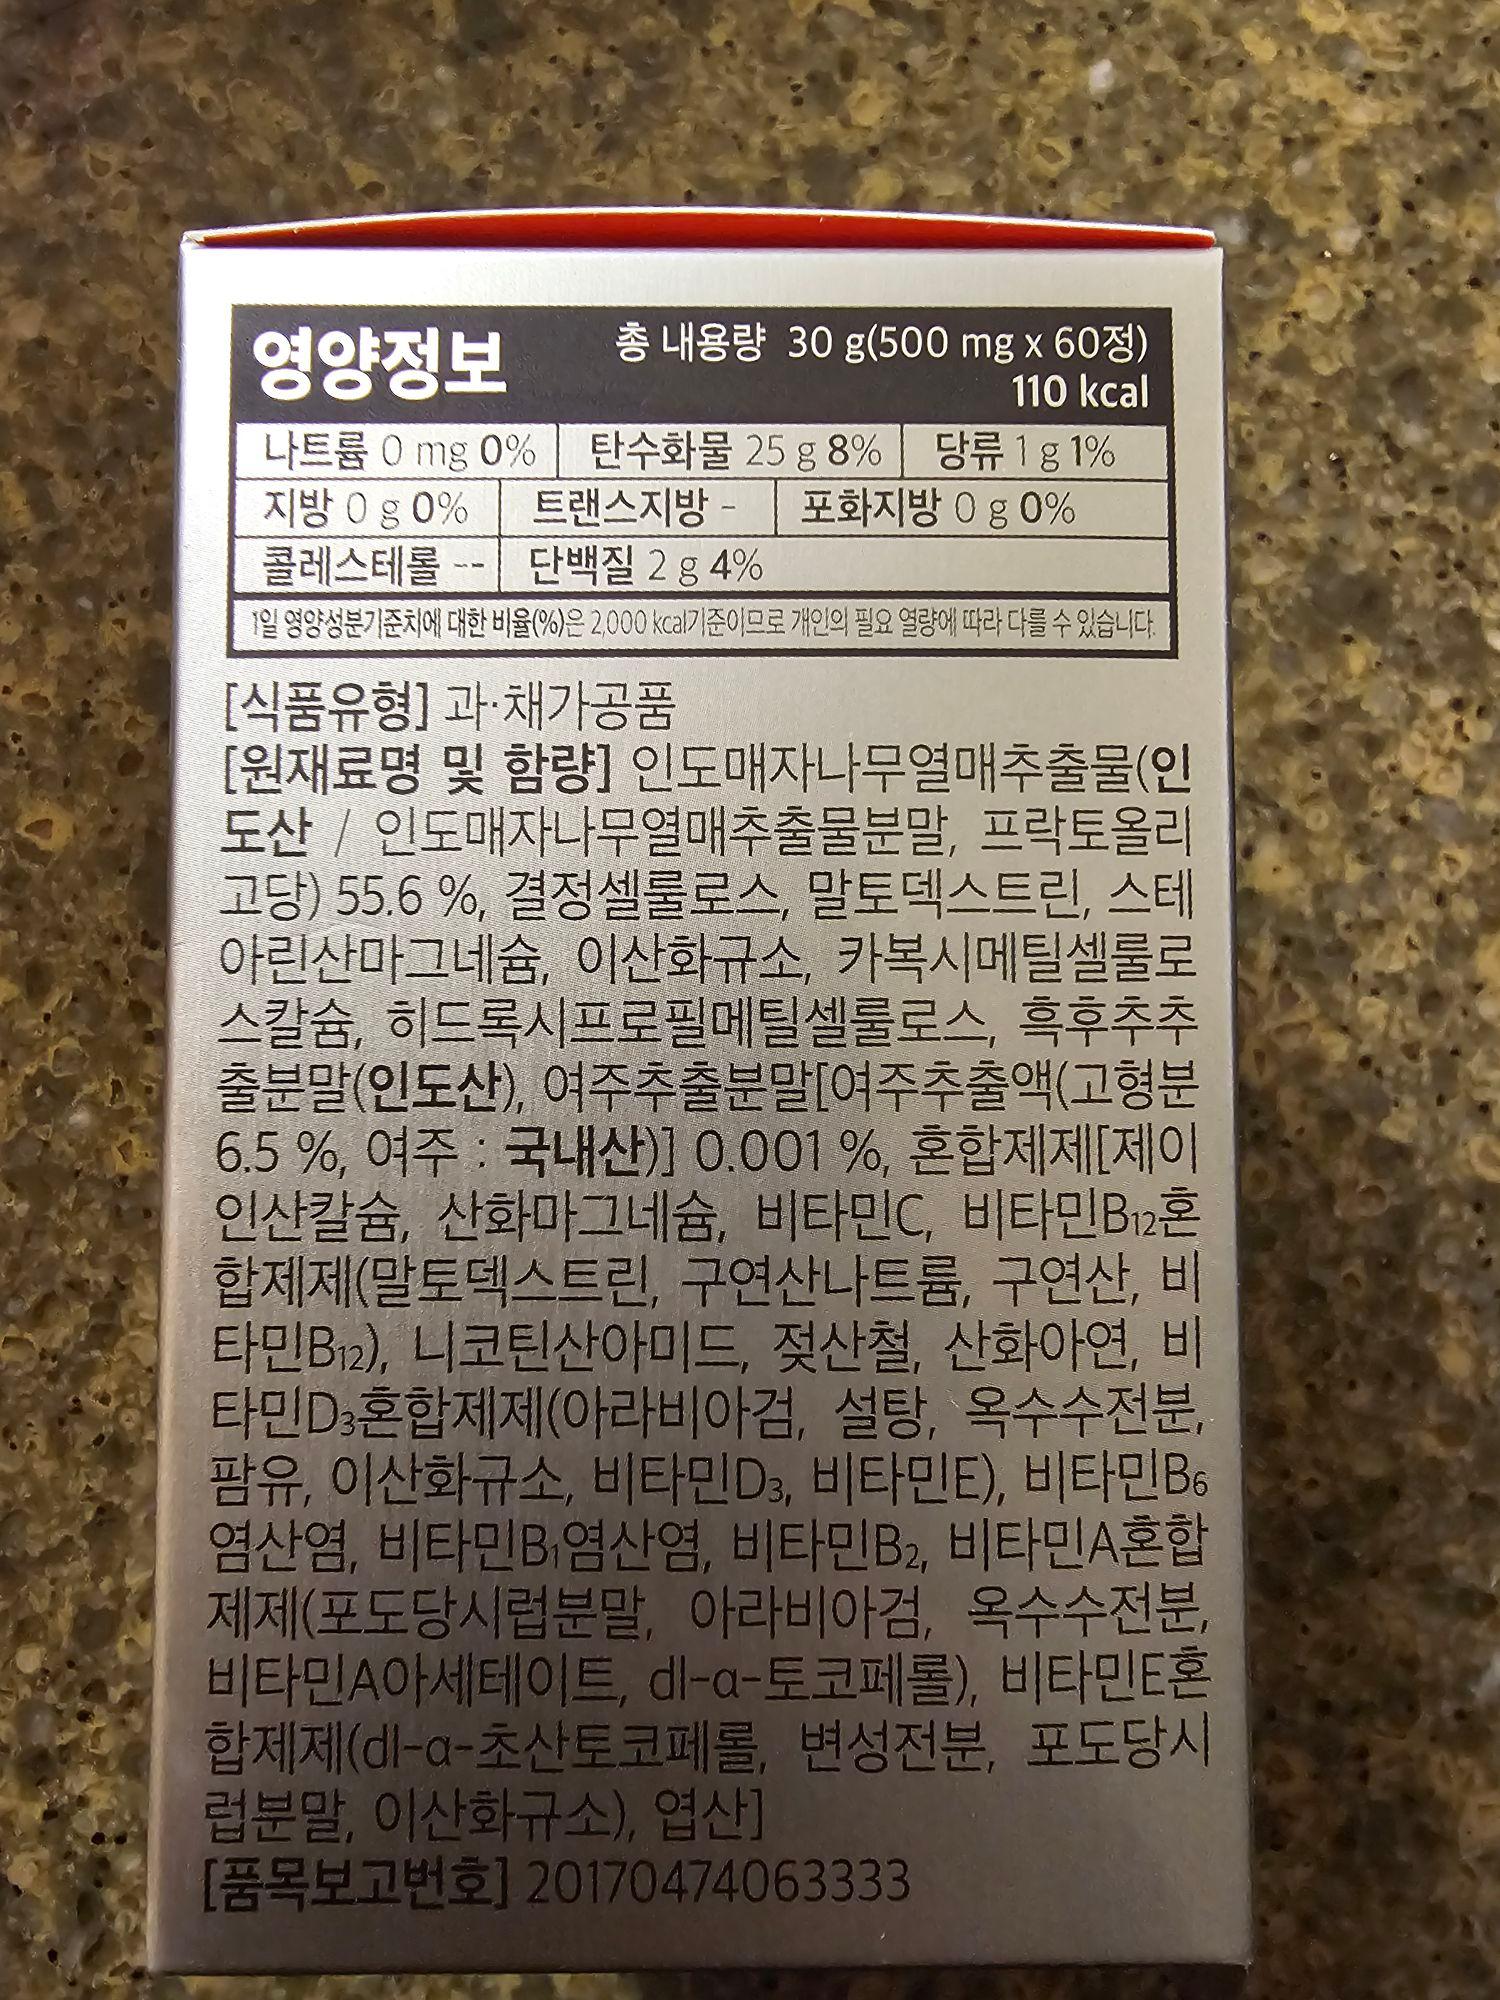 영양정보 총 내용량 30 g(500 mg x 60정)
110 kcal
나트륨 0 mg 0% 탄수화물 25 g 8% 당류 1 g 1%
지방 0 g 0% 트랜스지방 - 포화지방 0 g 0%
콜레스테롤 -- 단백질 2 g 4%
1일 영양성분기준치에 대한 비율(%)은 2,000 kcal기준이므로 개인의 필요 열량에 따라 다를 수 있습니다.
[식품유형] 과·채가공품
[원재료명 및 함량] 인도매자나무열매추출물(인
도산 / 인도매자나무열매추출물분말, 프락토올리
고당) 55.6 %, 결정셀룰로스, 말토덱스트린, 스테
아린산마그네슘, 이산화규소, 카복시메틸셀룰로
스칼슘, 히드록시프로필메틸셀룰로스, 흑후추추
출분말(인도산), 여주추출분말[여주추출액(고형분
6.5 %, 여주 : 국내산)] 0.001 %, 혼합제제[제이
인산칼슘, 산화마그네슘, 비타민C, 비타민B₁₂혼
합제제(말토덱스트린, 구연산나트륨, 구연산, 비
타민B₁₂), 니코틴산아미드, 젖산철, 산화아연, 비
타민D₃혼합제제(아라비아검, 설탕, 옥수수전분,
팜유, 이산화규소, 비타민D₃, 비타민E), 비타민B₆
염산염, 비타민B₁염산염, 비타민B₂, 비타민A혼합
제제(포도당시럽분말, 아라비아검, 옥수수전분,
비타민A아세테이트, dl-α-토코페롤), 비타민E혼
합제제(dl-α-초산토코페롤, 변성전분, 포도당시
럽분말, 이산화규소), 엽산]
[품목보고번호] 20170474063333